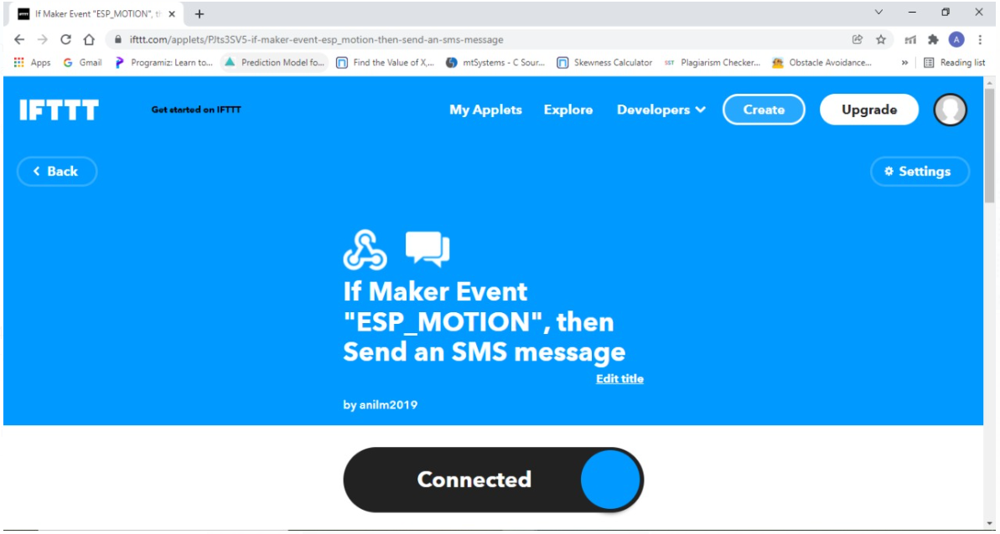 If Maker Event "ESP_MOTION", t
ifttt.com/applets/PJts3SV5-if-maker-event-esp_motion-then-send-an-sms-message
A
Apps G Gmail Programiz: Learn to... Prediction Model fo... Find the Value of X,... mtSystems - C Sour... Skewness Calculator SST Plagiarism Checker... Obstacle Avoidance... » Reading list
IFTTT Get started on IFTTT My Applets Explore Developers Create Upgrade
Back Settings
If Maker Event
"ESP_MOTION", then
Send an SMS message
Edit title
by anilm2019
Connected